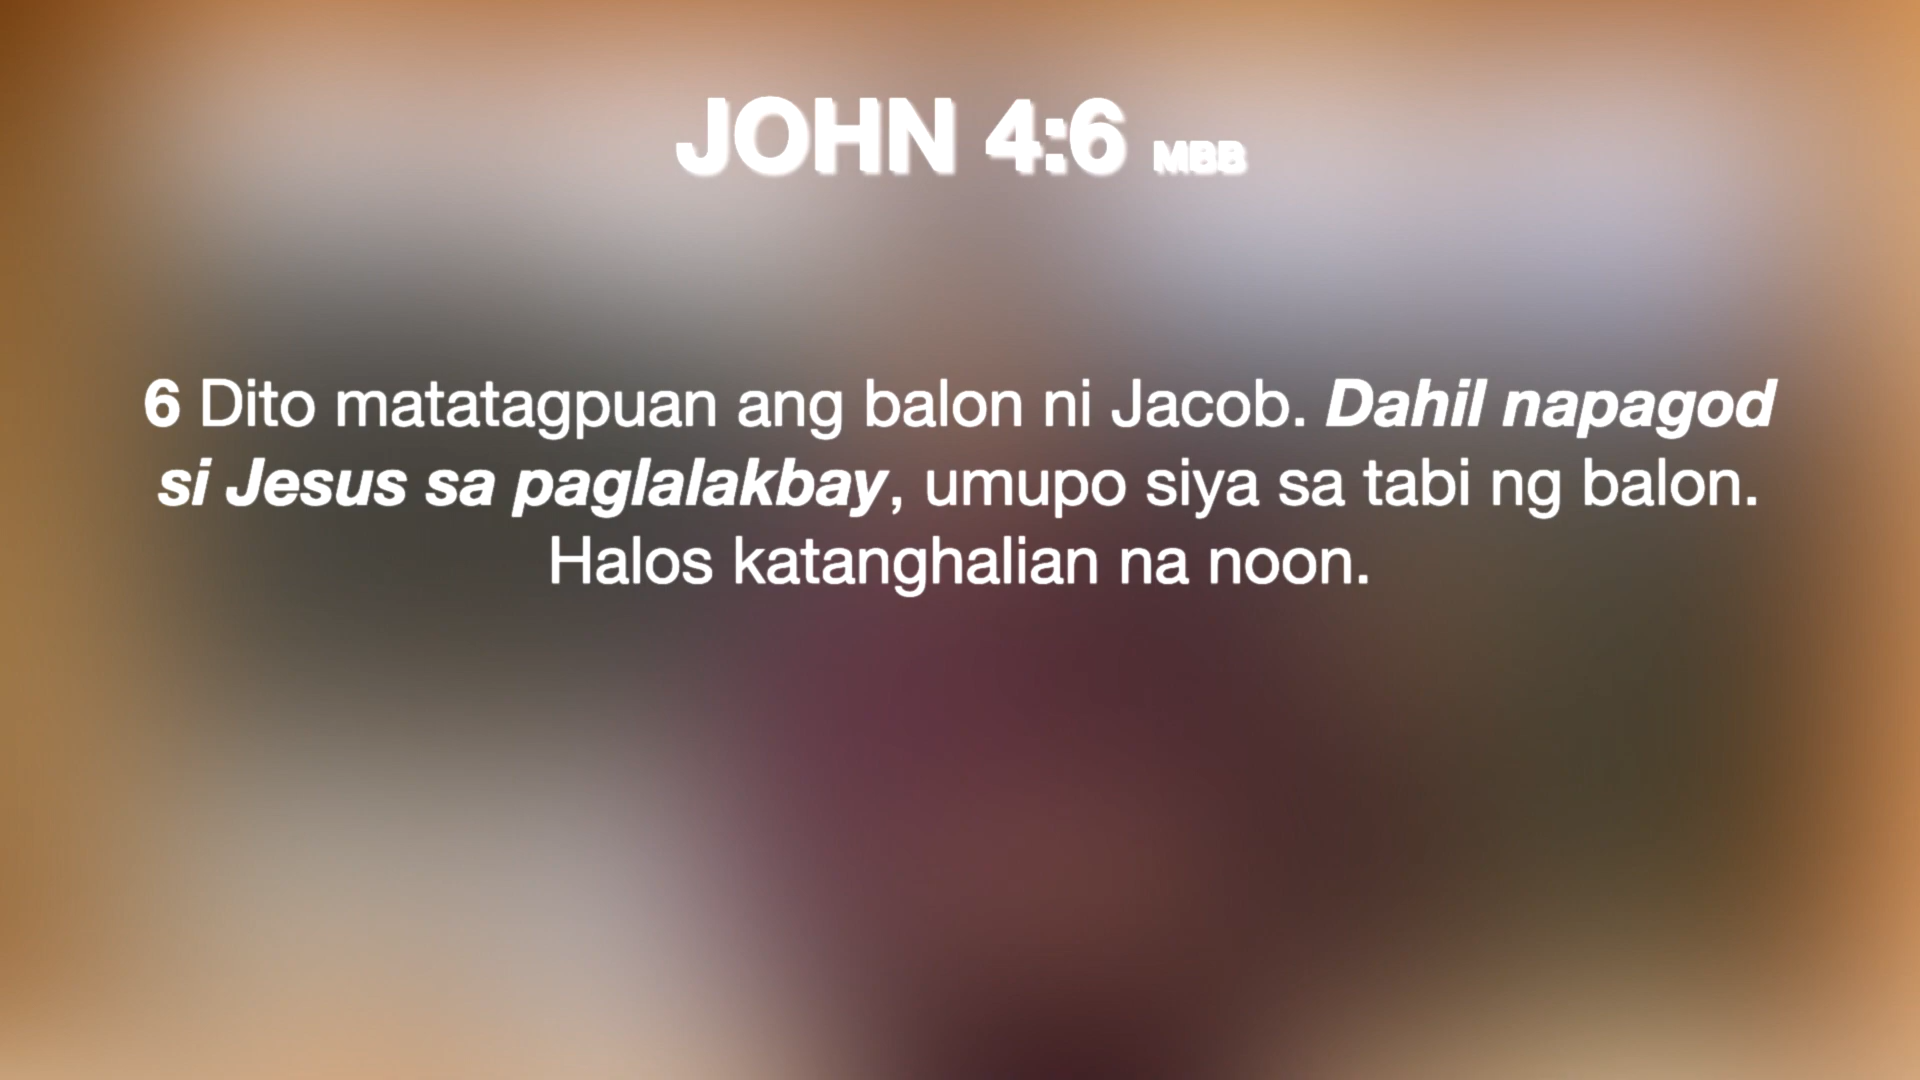 JOHN 4:6 MBB
6 Dito matatagpuan ang balon ni Jacob. Dahil napagod
si Jesus sa paglalakbay, umupo siya sa tabi ng balon.
Halos katanghalian na noon.